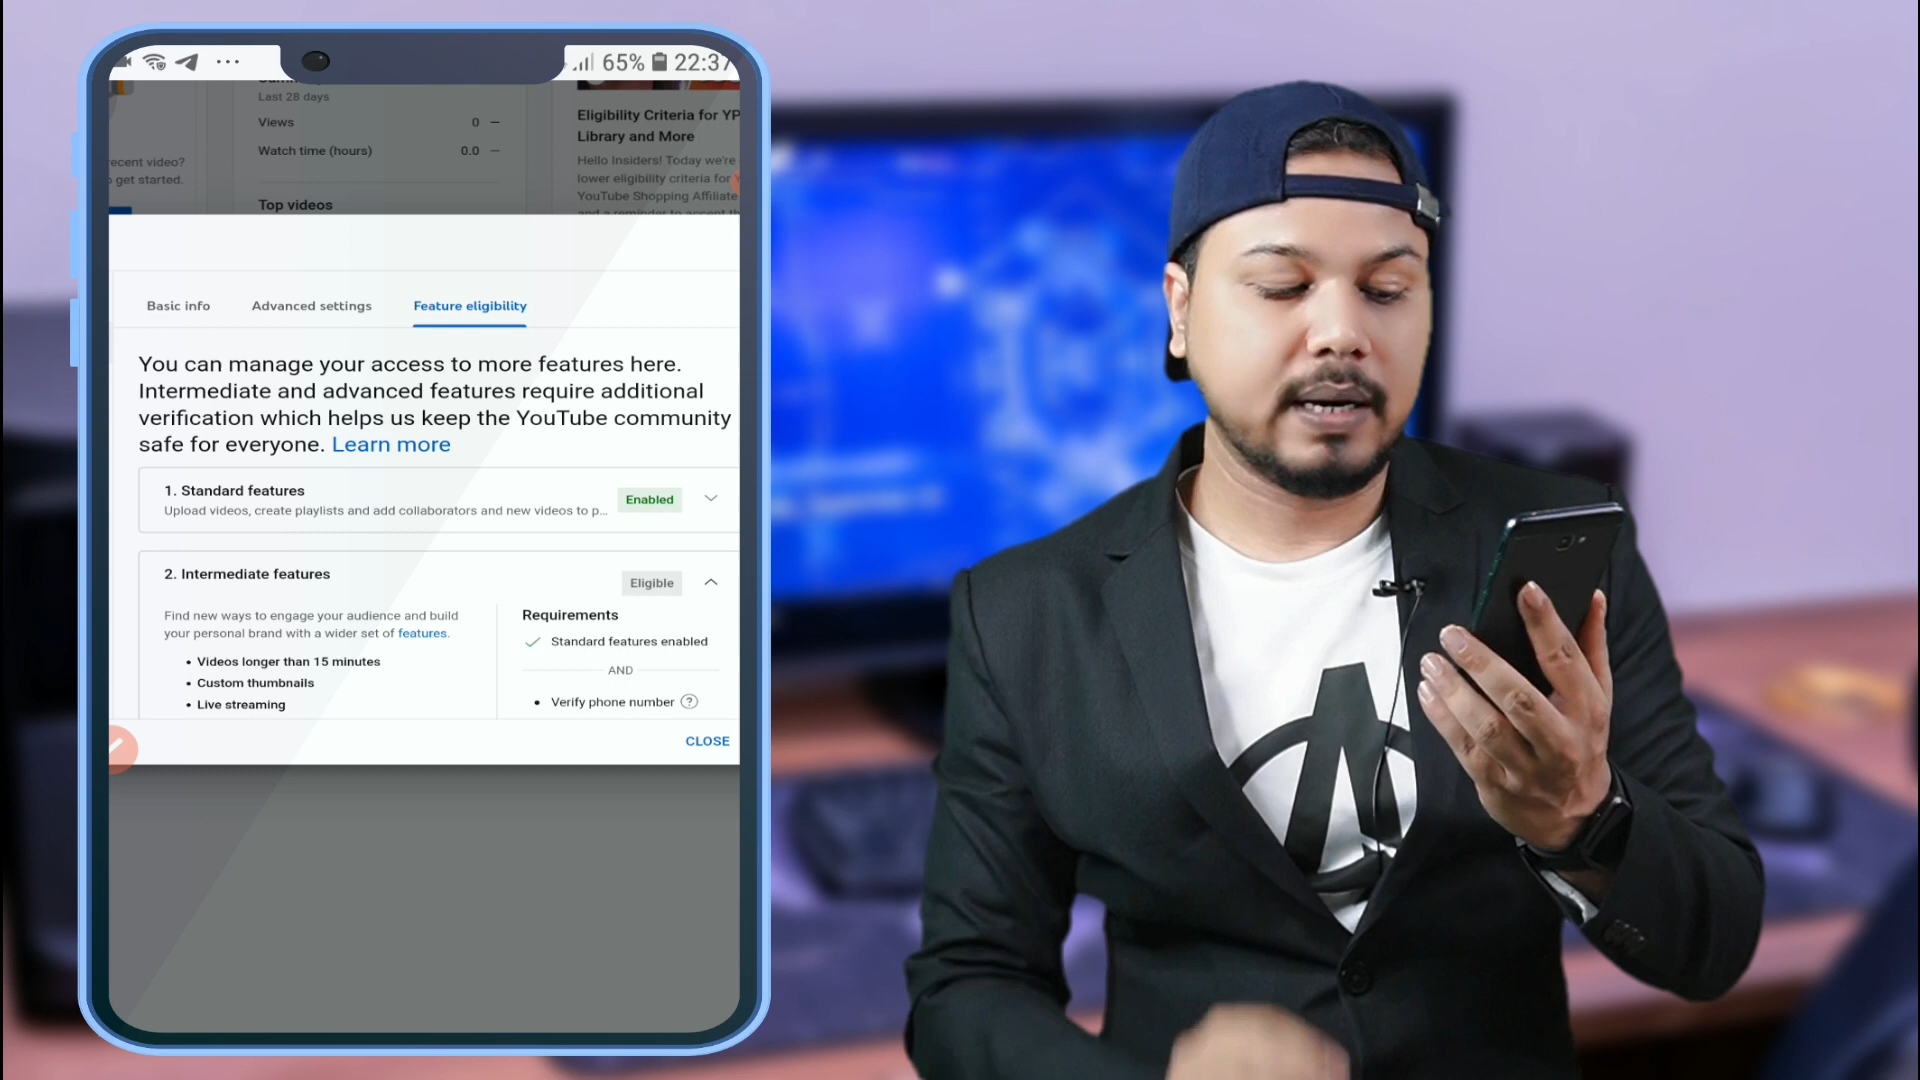 65% 22:37
Last 28 days
Views 0 –
Watch time (hours) 0.0 –
Top videos
recent video?
get started.
Eligibility Criteria for YP
Library and More
Hello Insiders! Today we're
lower eligibility criteria for Y
YouTube Shopping Affiliate
and a reminder to accept th
Basic info Advanced settings Feature eligibility
You can manage your access to more features here.
Intermediate and advanced features require additional
verification which helps us keep the YouTube community
safe for everyone. Learn more
1. Standard features
Upload videos, create playlists and add collaborators and new videos to p...
Enabled
2. Intermediate features
Eligible
Find new ways to engage your audience and build
your personal brand with a wider set of features.
• Videos longer than 15 minutes
• Custom thumbnails
• Live streaming
Requirements
Standard features enabled
AND
• Verify phone number ?
CLOSE